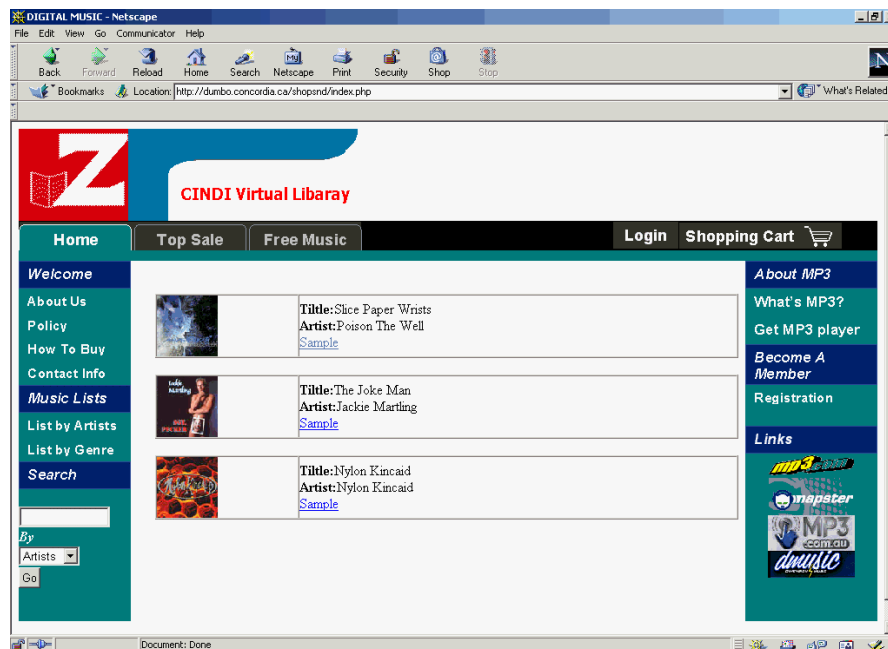 DIGITAL MUSIC - Netscape
File Edit View Go Communicator Help
Back Forward Reload Home Search Netscape Print Security Shop Stop
Bookmarks Location: http://dumbo.concordia.ca/shopsnd/index.php What's Related
Z
CINDI Virtual Libaray
Home Top Sale Free Music Login Shopping Cart
Welcome
About Us
Policy
How To Buy
Contact Info
Music Lists
List by Artists
List by Genre
Search
By
Artists
Go
Tiltle:Slice Paper Wrists
Artist:Poison The Well
Sample
Tiltle:The Joke Man
Artist:Jackie Martling
Sample
Tiltle:Nylon Kincaid
Artist:Nylon Kincaid
Sample
About MP3
What's MP3?
Get MP3 player
Become A
Member
Registration
Links
mp3.com
napster
MP3
.com.au
dmusic
Document: Done